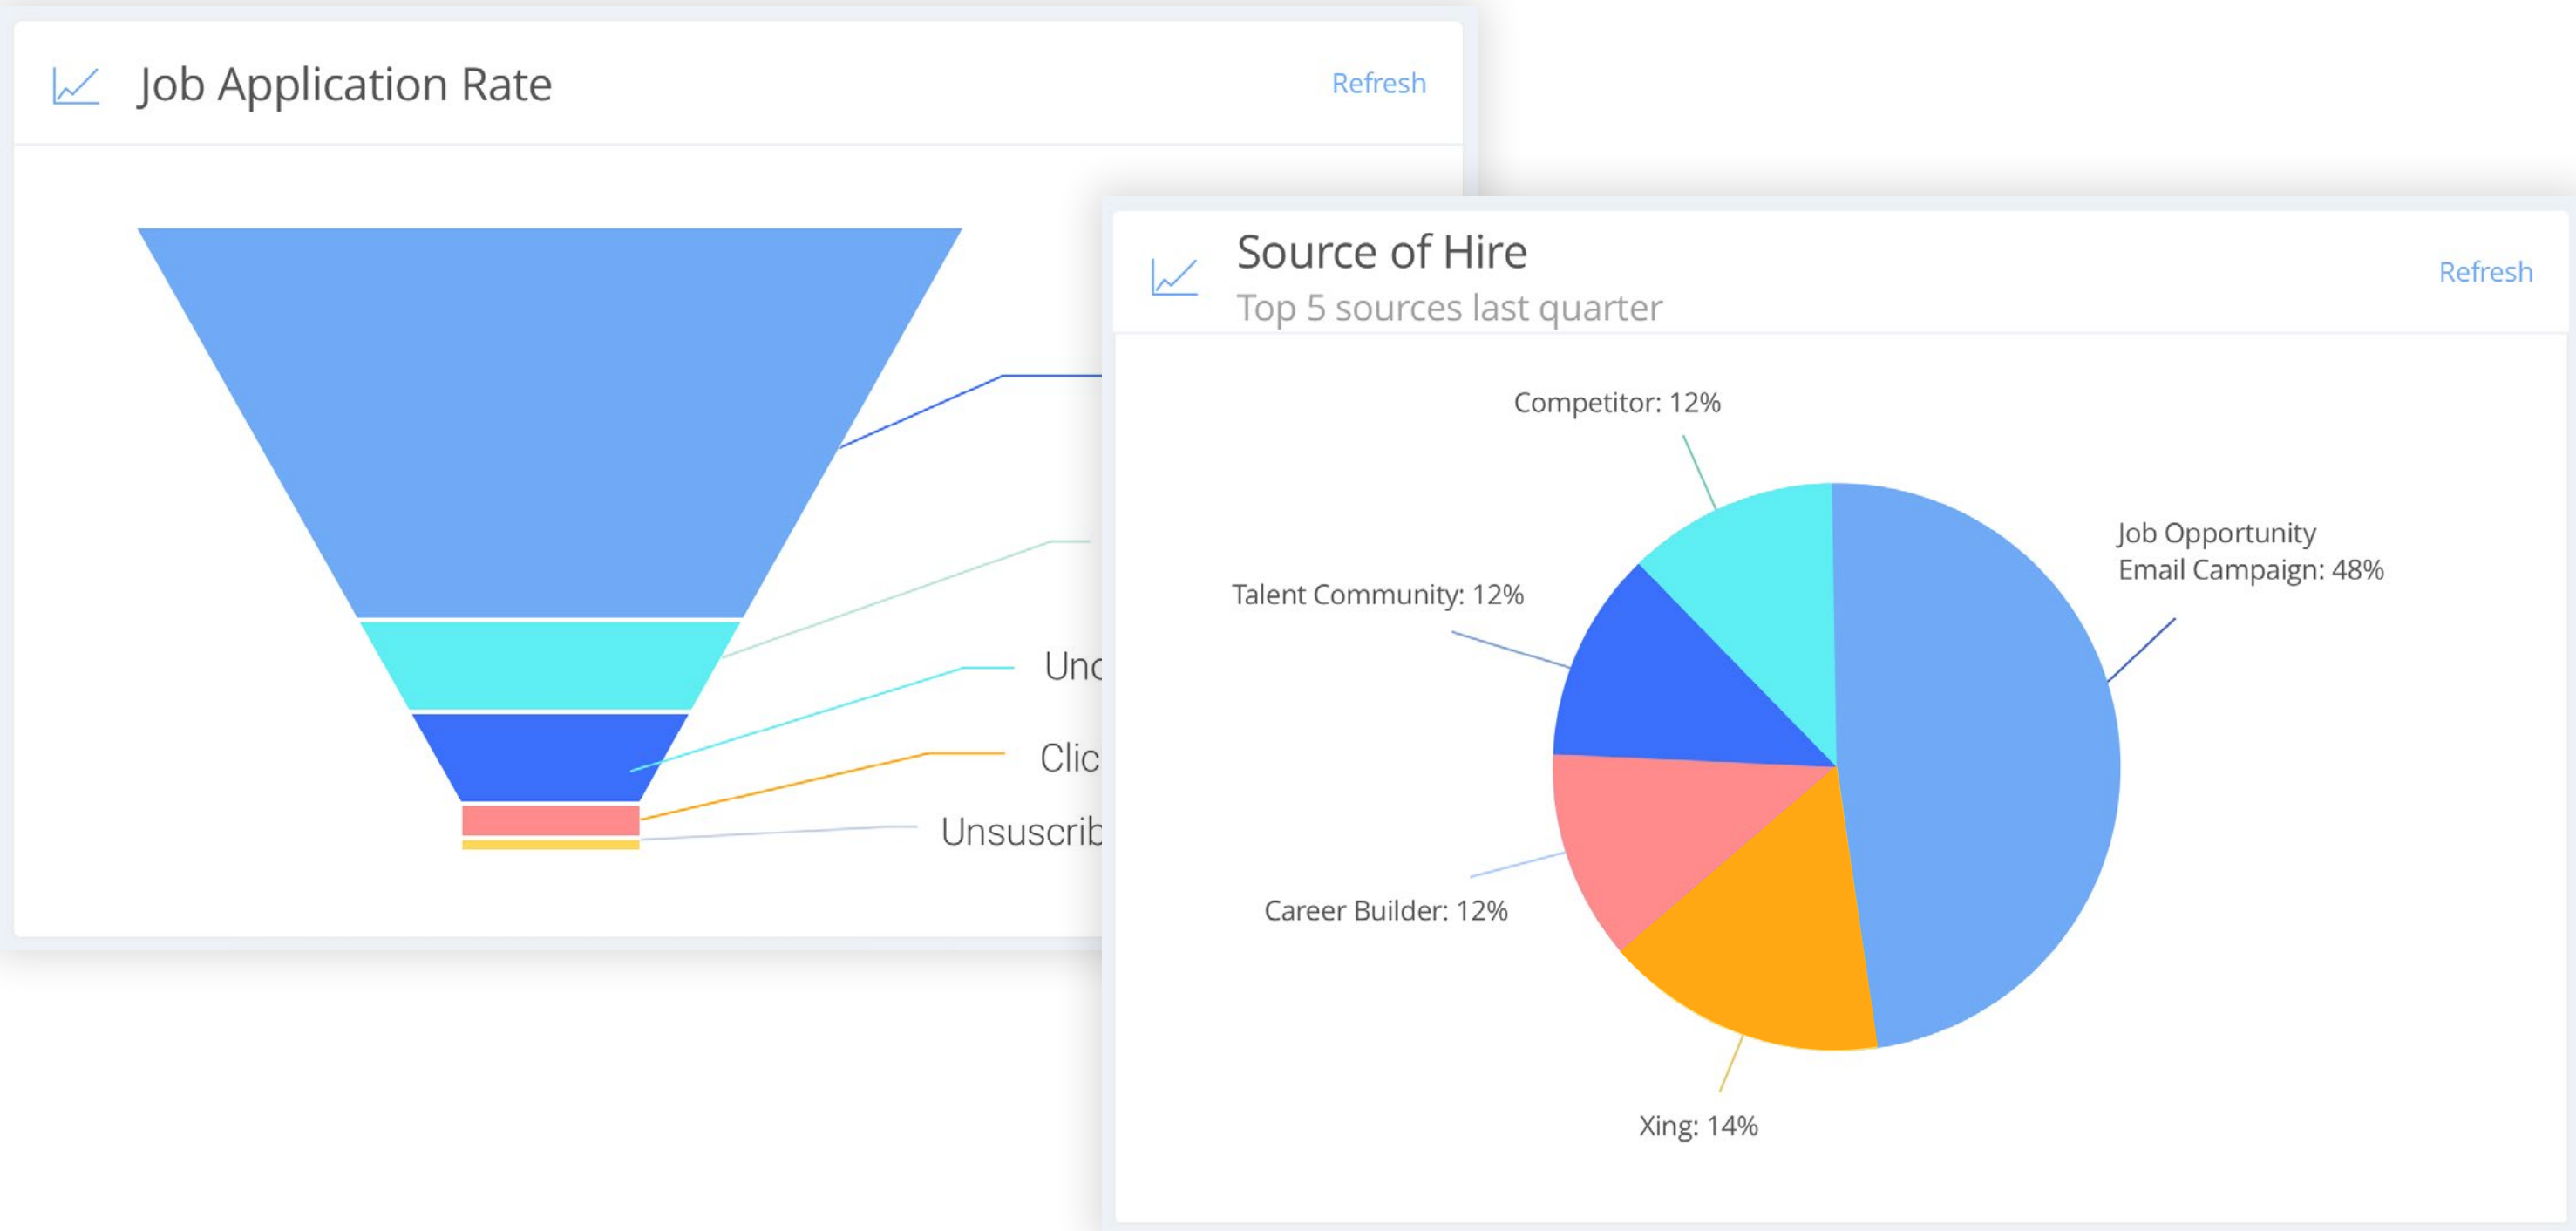 Job Application Rate
Refresh
Unc
Clic
Unsuscrib
Source of Hire
Top 5 sources last quarter
Refresh
Competitor: 12%
Job Opportunity
Email Campaign: 48%
Talent Community: 12%
Career Builder: 12%
Xing: 14%